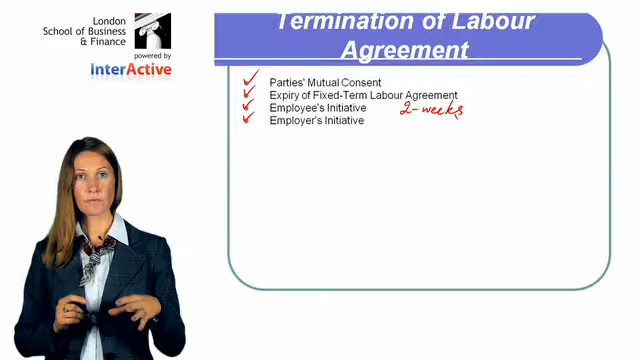 London
School of Business
& Finance
powered by
InterActive
Termination of Labour
Agreement
Parties' Mutual Consent
Expiry of Fixed-Term Labour Agreement
Employee's Initiative 2-weeks
Employer's Initiative